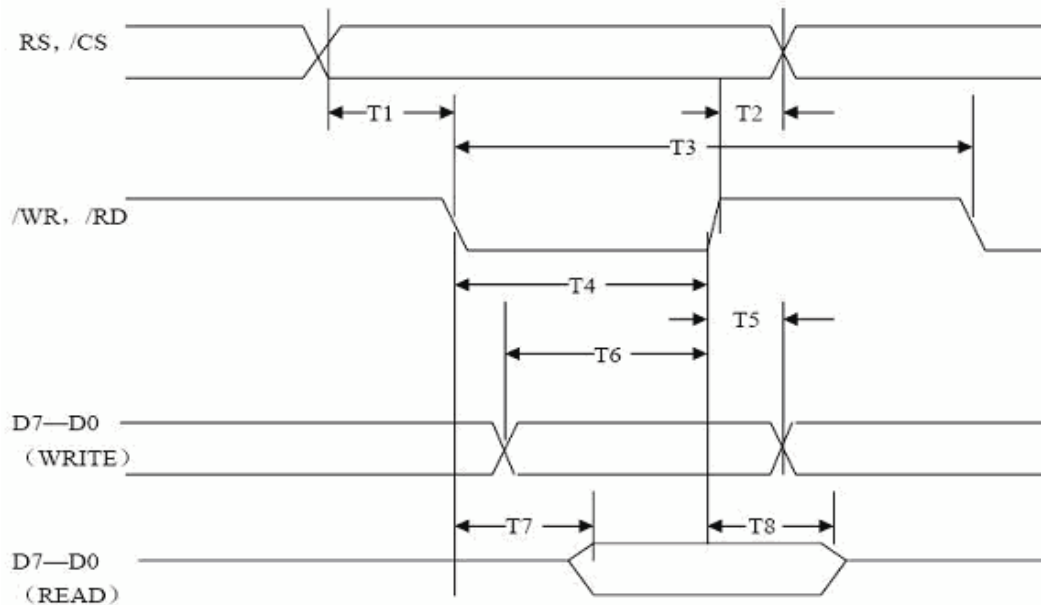 RS，/CS
T1
T2
T3
/WR，/RD
T4
T5
T6
D7—D0
（WRITE）
T7
T8
D7—D0
（READ）